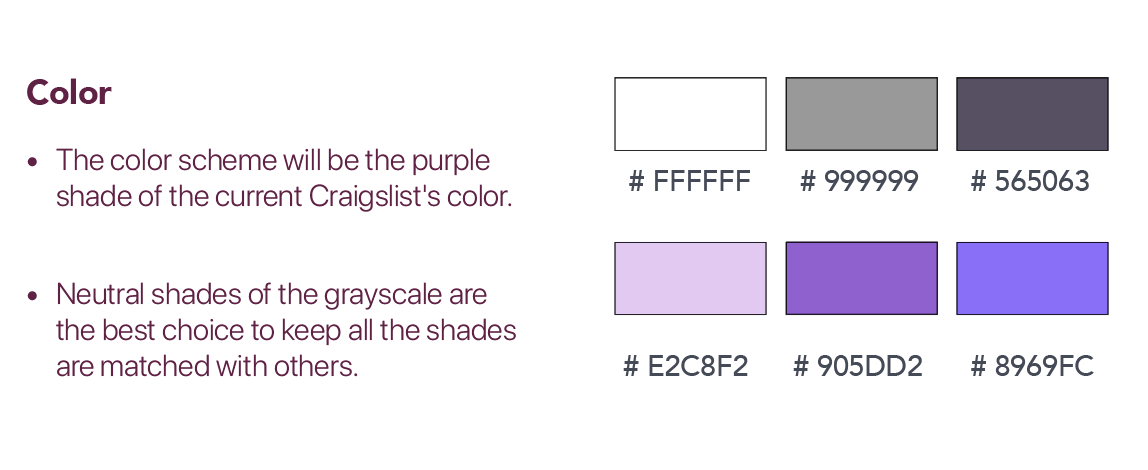 Color
• The color scheme will be the purple
shade of the current Craigslist's color.
• Neutral shades of the grayscale are
the best choice to keep all the shades
are matched with others.
# FFFFFF # 999999 # 565063
# E2C8F2 # 905DD2 # 8969FC